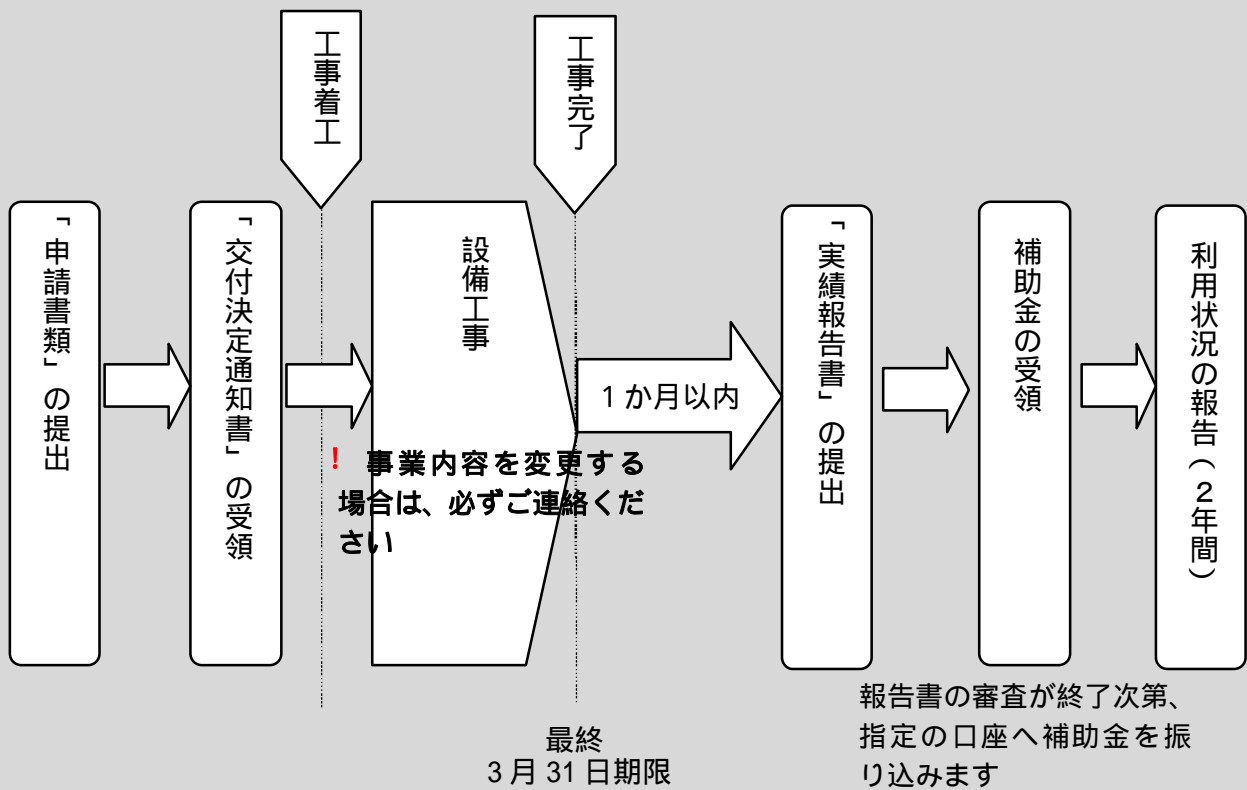 工事着工
工事完了
「申請書類」の提出
「交付決定通知書」の受領
設備工事
! 事業内容を変更する
場合は、必ずご連絡くだ
さい
1か月以内
「実績報告書」の提出
補助金の受領
利用状況の報告(2年間)
最終
3月31日期限
報告書の審査が終了次第、
指定の口座へ補助金を振
り込みます